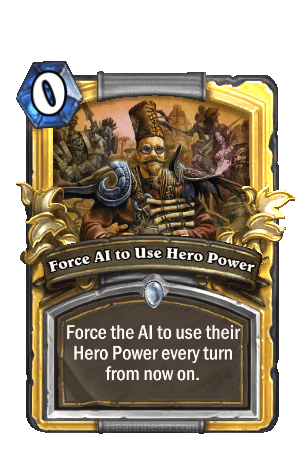 0
Force AI to Use Hero Power
Force the AI to use their
Hero Power every turn
from now on.